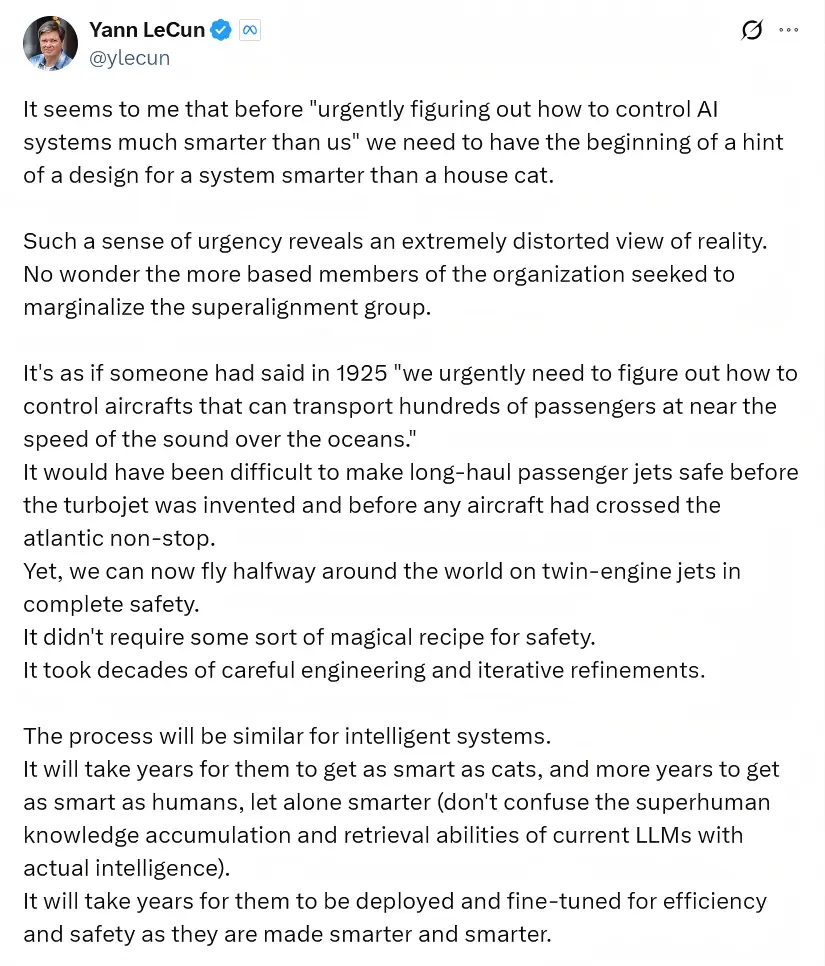 Yann LeCun
@ylecun
It seems to me that before "urgently figuring out how to control AI
systems much smarter than us" we need to have the beginning of a hint
of a design for a system smarter than a house cat.
Such a sense of urgency reveals an extremely distorted view of reality.
No wonder the more based members of the organization seeked to
marginalize the superalignment group.
It's as if someone had said in 1925 "we urgently need to figure out how to
control aircrafts that can transport hundreds of passengers at near the
speed of the sound over the oceans."
It would have been difficult to make long-haul passenger jets safe before
the turbojet was invented and before any aircraft had crossed the
atlantic non-stop.
Yet, we can now fly halfway around the world on twin-engine jets in
complete safety.
It didn't require some sort of magical recipe for safety.
It took decades of careful engineering and iterative refinements.
The process will be similar for intelligent systems.
It will take years for them to get as smart as cats, and more years to get
as smart as humans, let alone smarter (don't confuse the superhuman
knowledge accumulation and retrieval abilities of current LLMs with
actual intelligence).
It will take years for them to be deployed and fine-tuned for efficiency
and safety as they are made smarter and smarter.